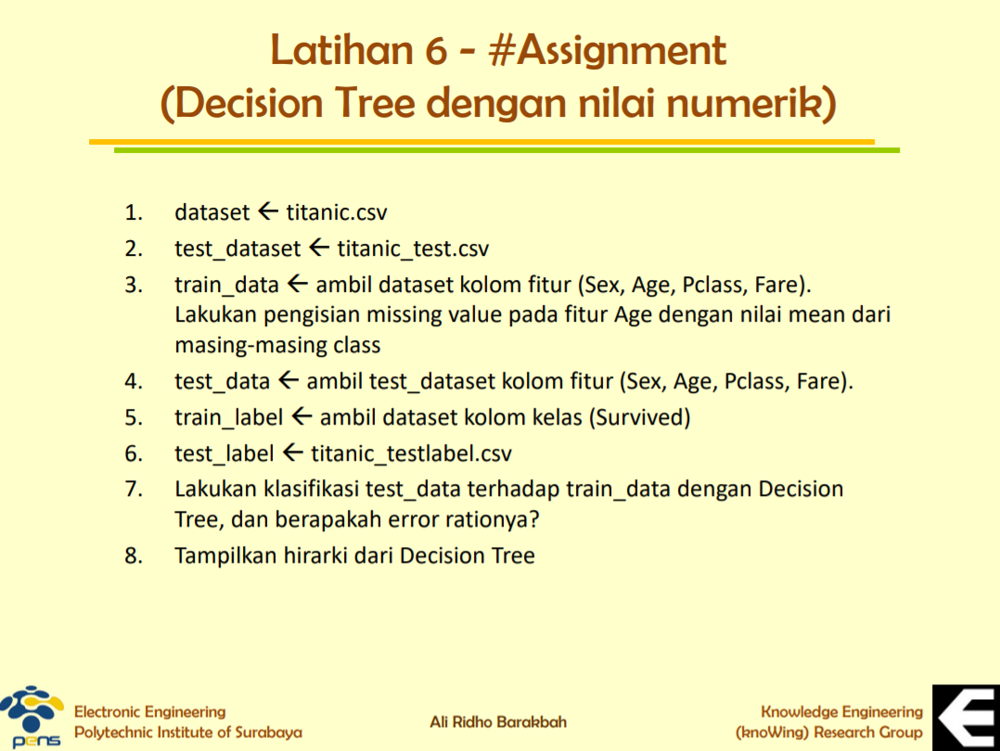 Latihan 6 - #Assignment
(Decision Tree dengan nilai numerik)
1. dataset ← titanic.csv
2. test_dataset ← titanic_test.csv
3. train_data ← ambil dataset kolom fitur (Sex, Age, Pclass, Fare).
Lakukan pengisian missing value pada fitur Age dengan nilai mean dari
masing-masing class
4. test_data ← ambil test_dataset kolom fitur (Sex, Age, Pclass, Fare).
5. train_label ← ambil dataset kolom kelas (Survived)
6. test_label ← titanic_testlabel.csv
7. Lakukan klasifikasi test_data terhadap train_data dengan Decision
Tree, dan berapakah error rationya?
8. Tampilkan hirarki dari Decision Tree
pens
Electronic Engineering
Polytechnic Institute of Surabaya
Ali Ridho Barakbah
Knowledge Engineering
(knoWing) Research Group